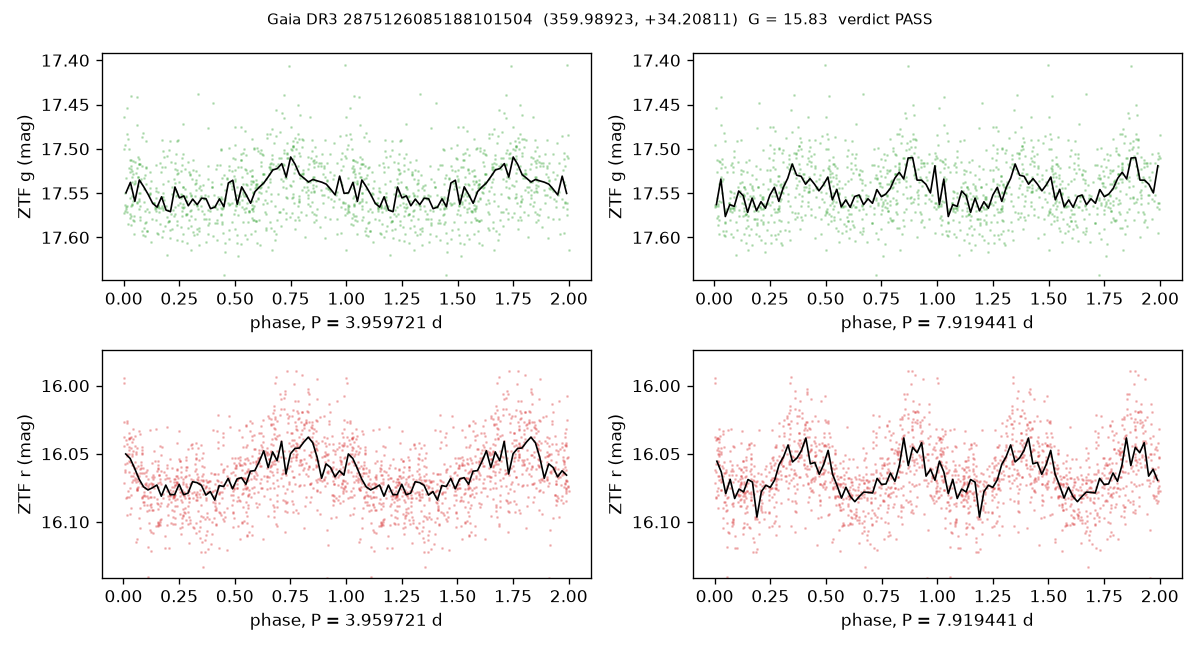 Gaia DR3 2875126085188101504 (359.98923, +34.20811) G = 15.83 verdict PASS
17.40
17.45
17.50
17.55
17.60
ZTF g (mag)
0.00 0.25 0.50 0.75 1.00 1.25 1.50 1.75 2.00
phase, P = 3.959721 d
17.40
17.45
17.50
17.55
17.60
ZTF g (mag)
0.00 0.25 0.50 0.75 1.00 1.25 1.50 1.75 2.00
phase, P = 7.919441 d
16.00
16.05
16.10
ZTF r (mag)
0.00 0.25 0.50 0.75 1.00 1.25 1.50 1.75 2.00
phase, P = 3.959721 d
16.00
16.05
16.10
ZTF r (mag)
0.00 0.25 0.50 0.75 1.00 1.25 1.50 1.75 2.00
phase, P = 7.919441 d